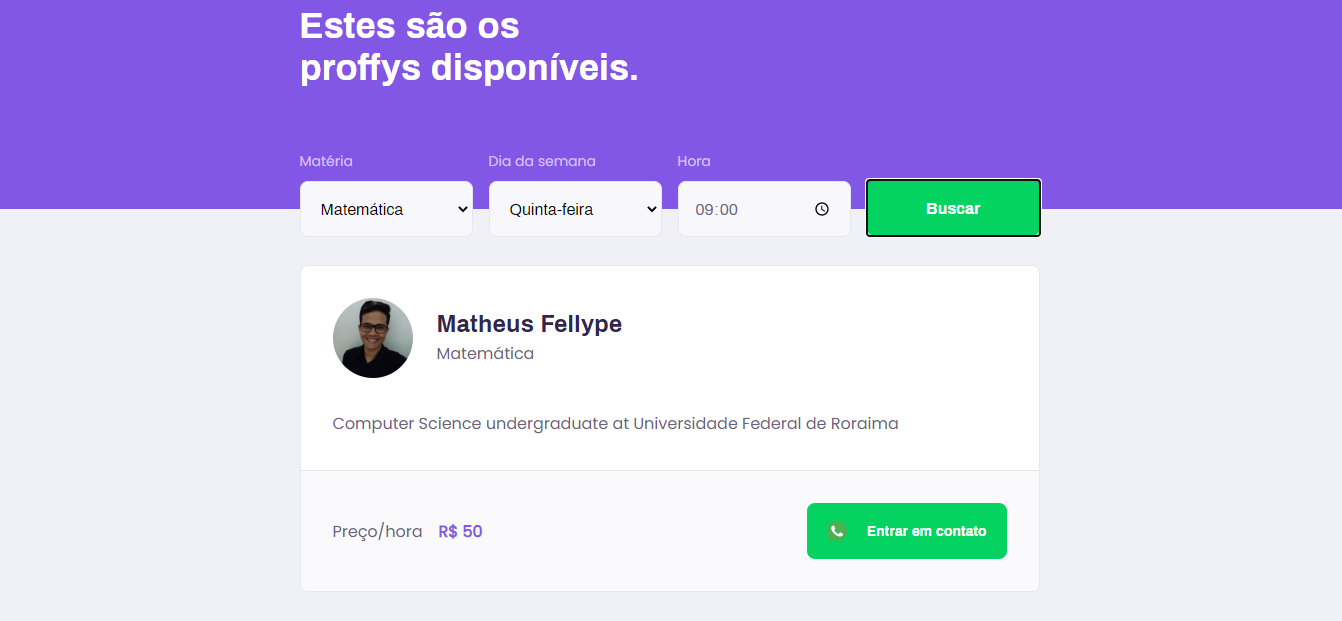 Estes são os
proffys disponíveis.
Matéria Dia da semana Hora
Matemática Quinta-feira 09:00 Buscar
Matheus Fellype
Matemática
Computer Science undergraduate at Universidade Federal de Roraima
Preço/hora R$ 50 Entrar em contato